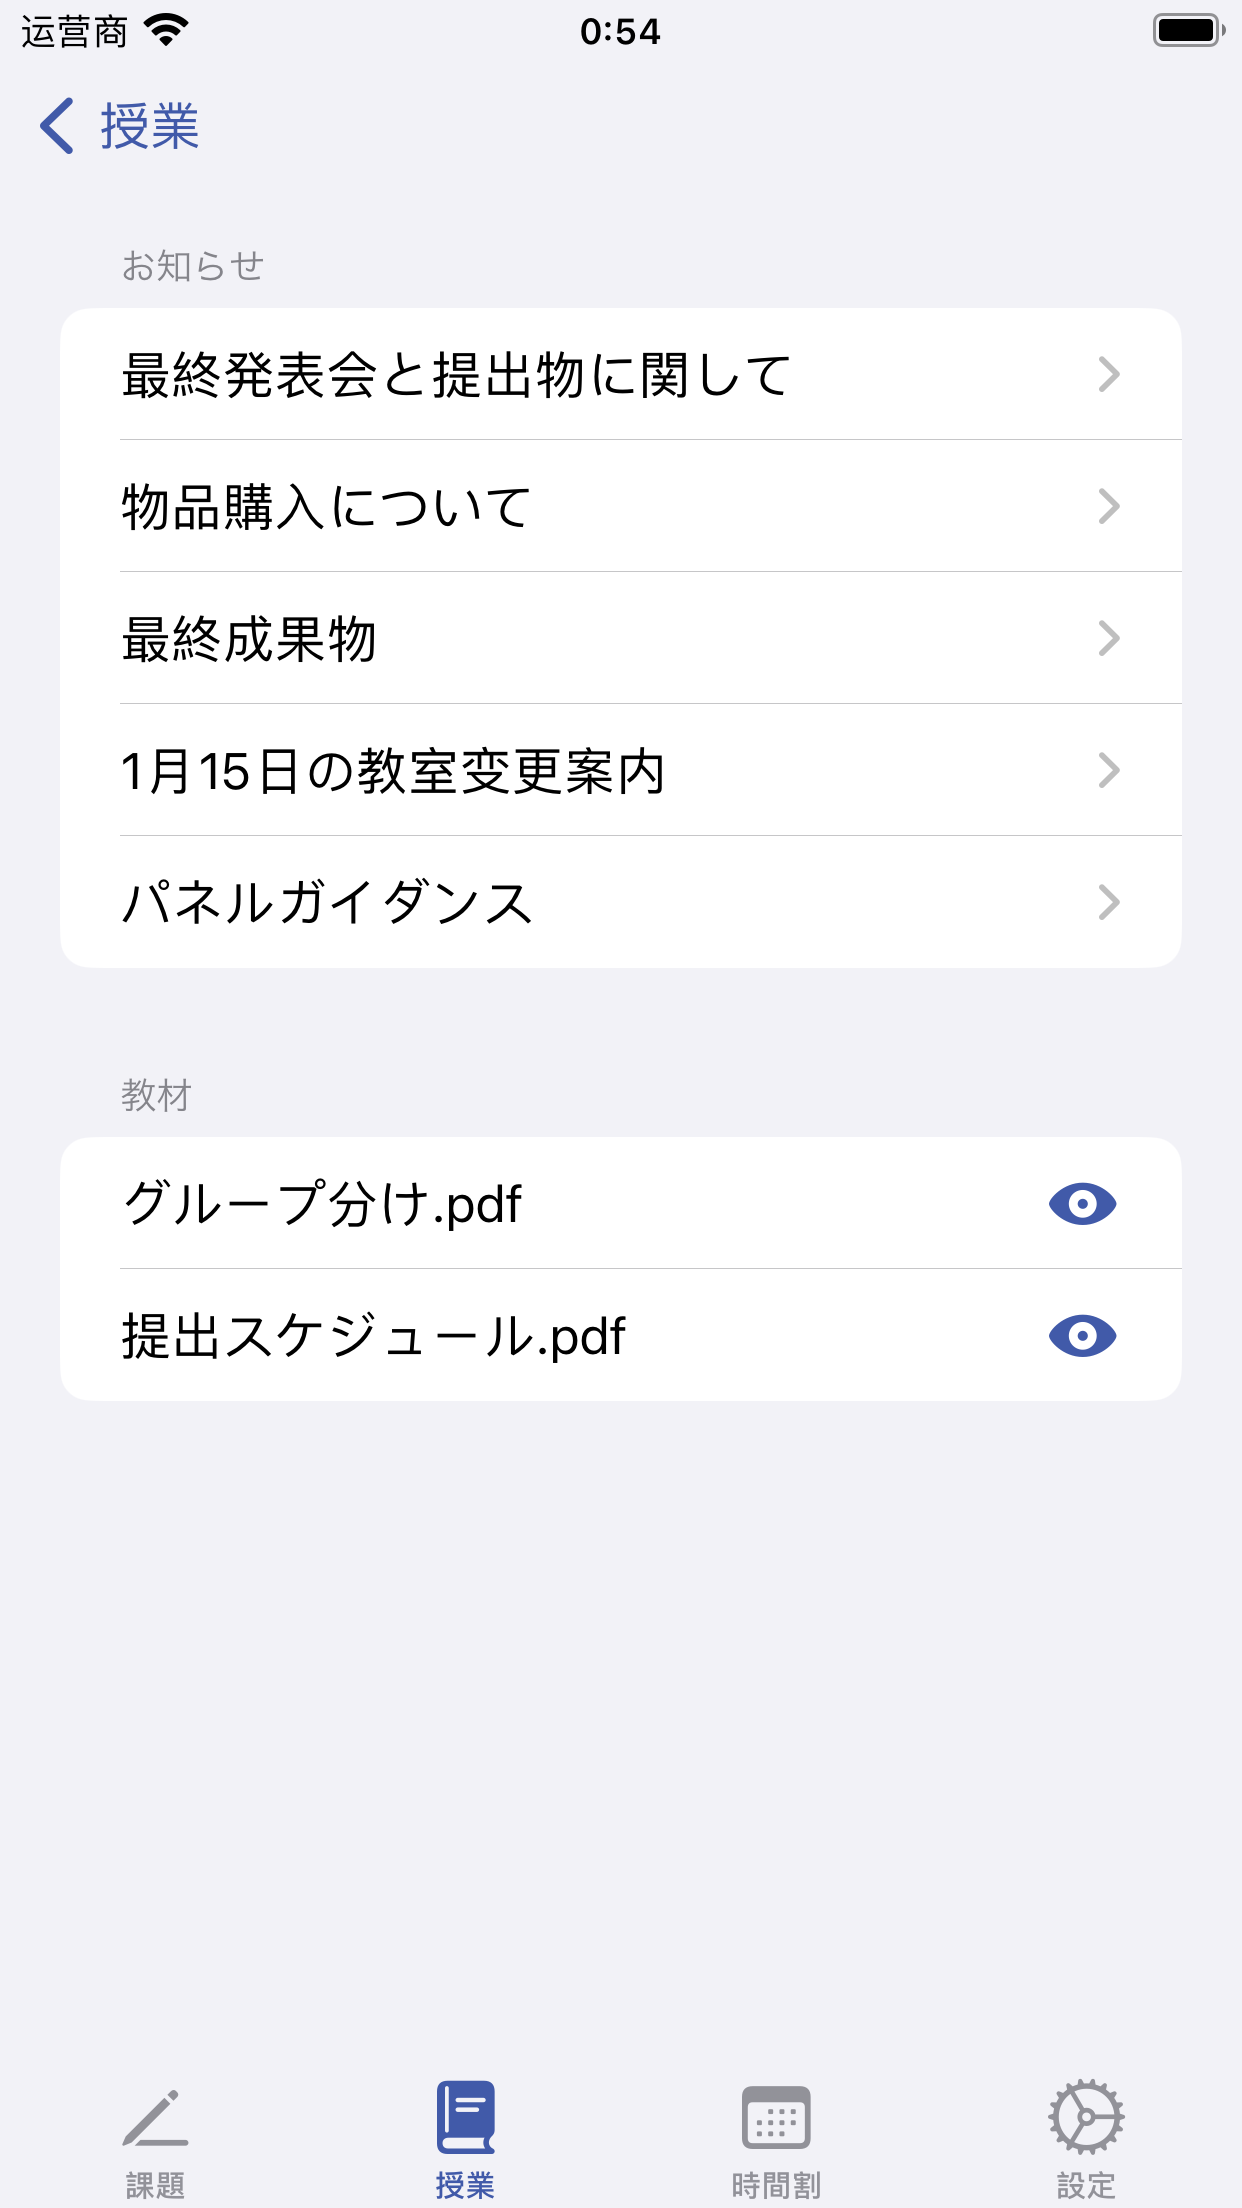 运营商
0:54
授業
お知らせ
最終発表会と提出物に関して
物品購入について
最終成果物
1月15日の教室変更案内
パネルガイダンス
教材
グループ分け.pdf
提出スケジュール.pdf
課題
授業
時間割
設定